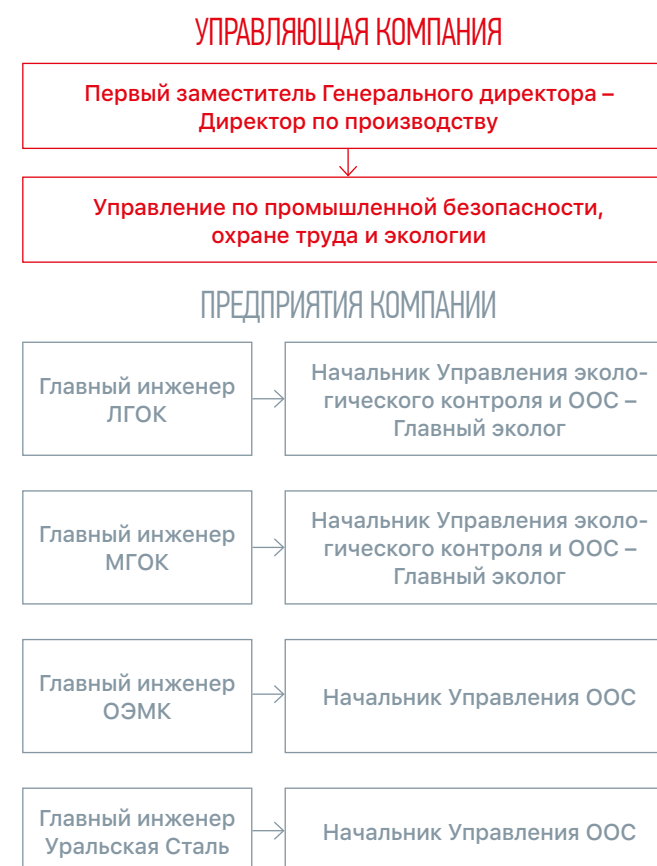 УПРАВЛЯЮЩАЯ КОМПАНИЯ
Первый заместитель Генерального директора –
Директор по производству
Управление по промышленной безопасности,
охране труда и экологии
ПРЕДПРИЯТИЯ КОМПАНИИ
Главный инженер
ЛГОК
Начальник Управления эколо-
гического контроля и ООС –
Главный эколог
Главный инженер
МГОК
Начальник Управления эколо-
гического контроля и ООС –
Главный эколог
Главный инженер
ОЭМК
Начальник Управления ООС
Главный инженер
Уральская Сталь
Начальник Управления ООС